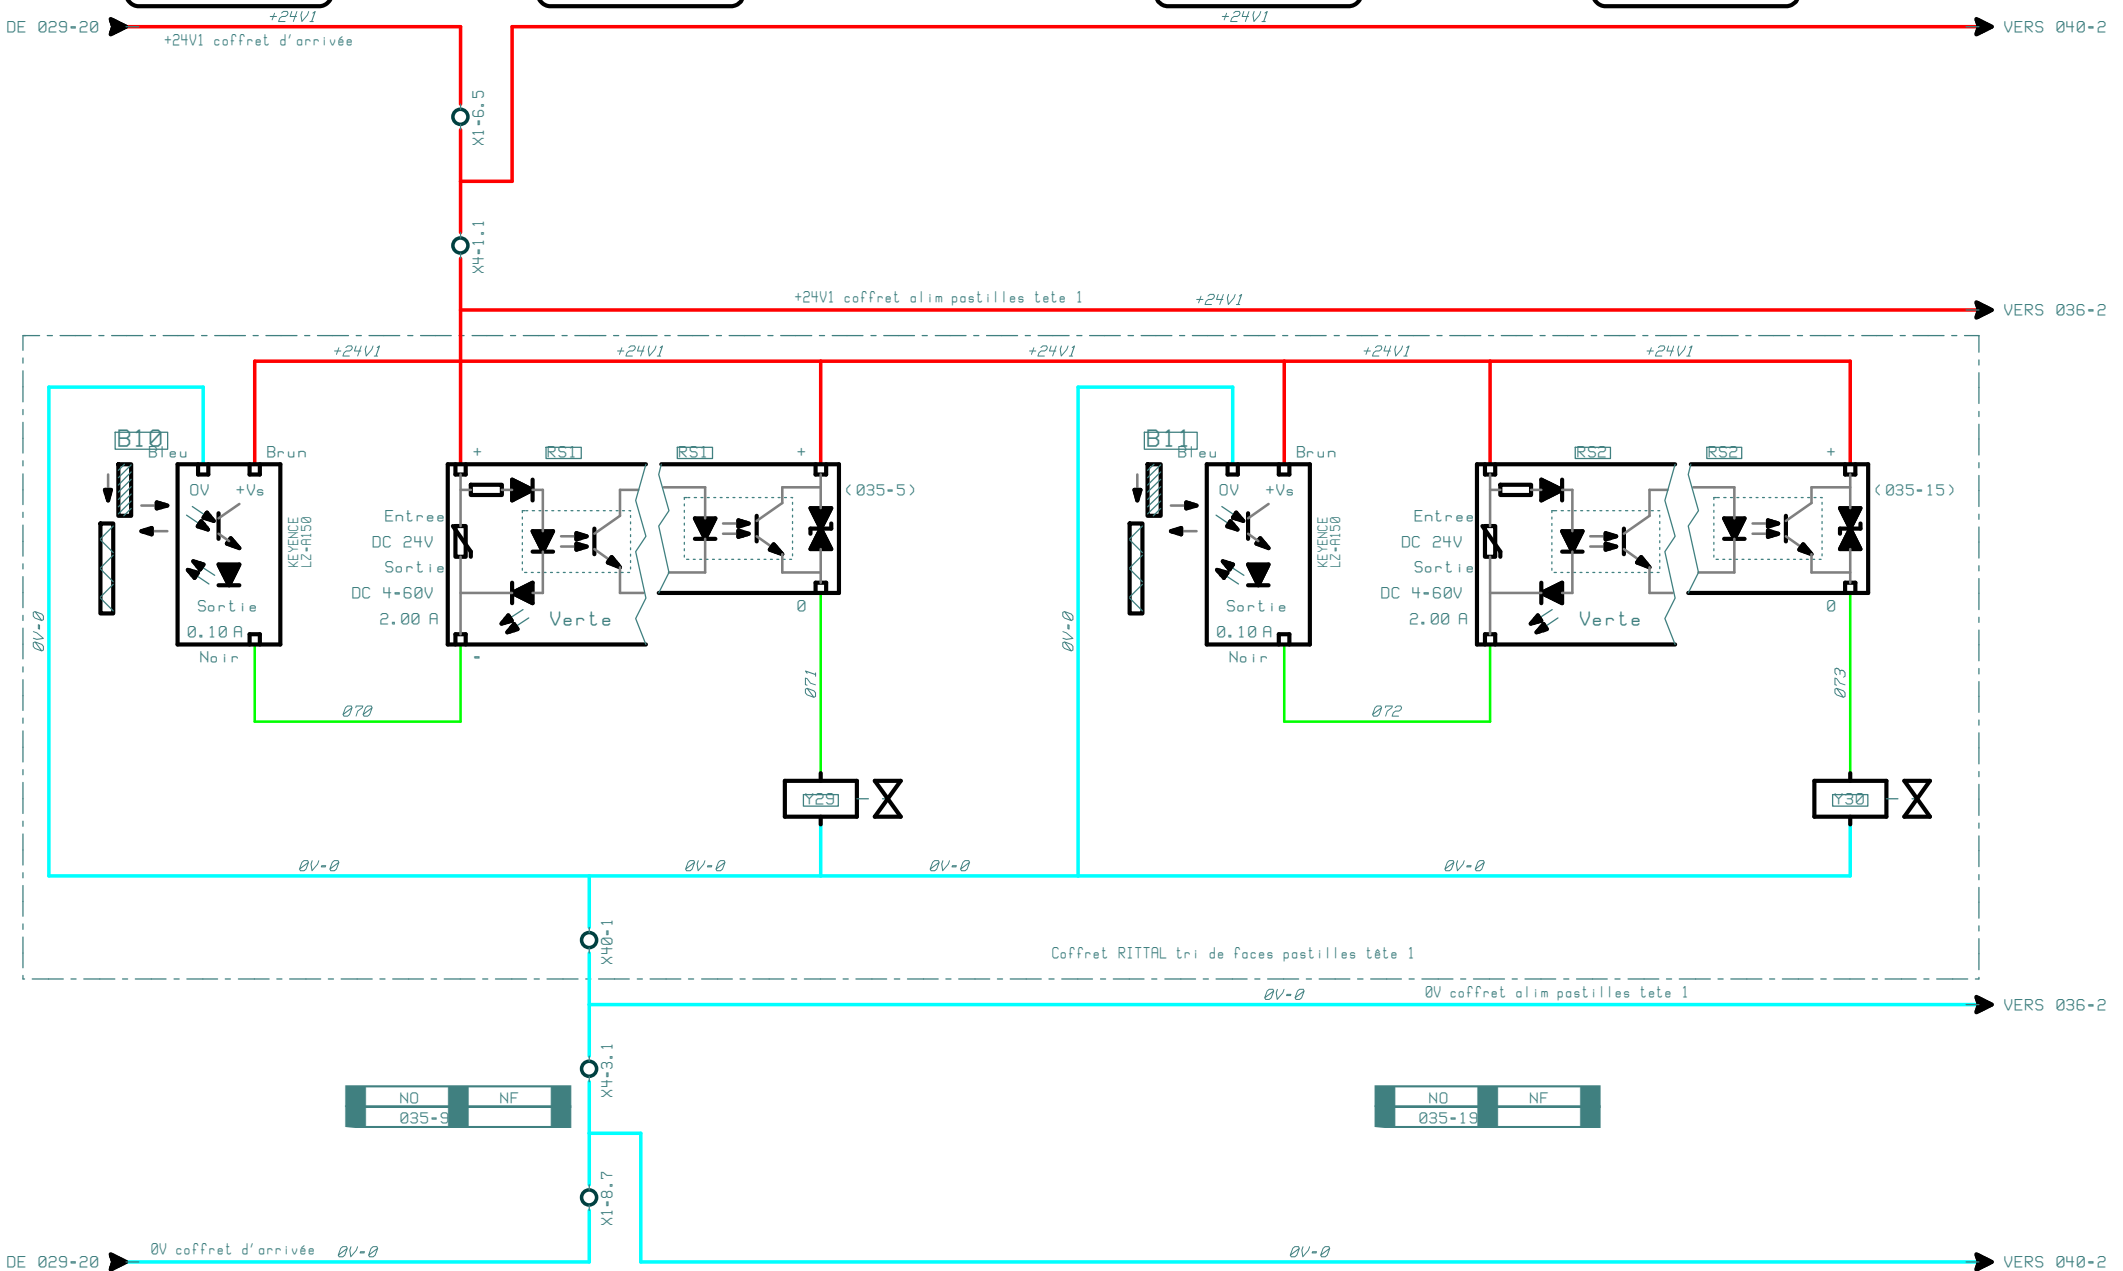 +24V1
+24V1
DE 029-20
VERS 040-2
+24V1 coffret d'arrivée
X1-6.5
X4-1.1
+24V1 coffret alim pastilles tete 1
+24V1
VERS 036-2
+24V1
+24V1
+24V1
+24V1
+24V1
B10
Bleu
Brun
+
RS1
RS1
+
B11
Bleu
Brun
RS2
RS2
+
0V
+Vs
(035-5)
0V
+Vs
(035-15)
KEYENCE
LZ-A150
Entree
DC 24V
Sortie
DC 4-60V
2.00 A
KEYENCE
LZ-A150
Entree
DC 24V
Sortie
DC 4-60V
2.00 A
Sortie
0.10 A
Noir
Verte
-
0
Sortie
0.10 A
Noir
Verte
0
0V-0
0V-0
070
071
072
073
Y29
Y30
0V-0
0V-0
0V-0
0V-0
X40-1
Coffret RITTAL tri de faces pastilles tête 1
0V-0
0V coffret alim pastilles tete 1
VERS 036-2
X4-3.1
NO
NF
035-9
NO
NF
035-19
X1-8.7
DE 029-20
0V coffret d'arrivée
0V-0
0V-0
VERS 040-2